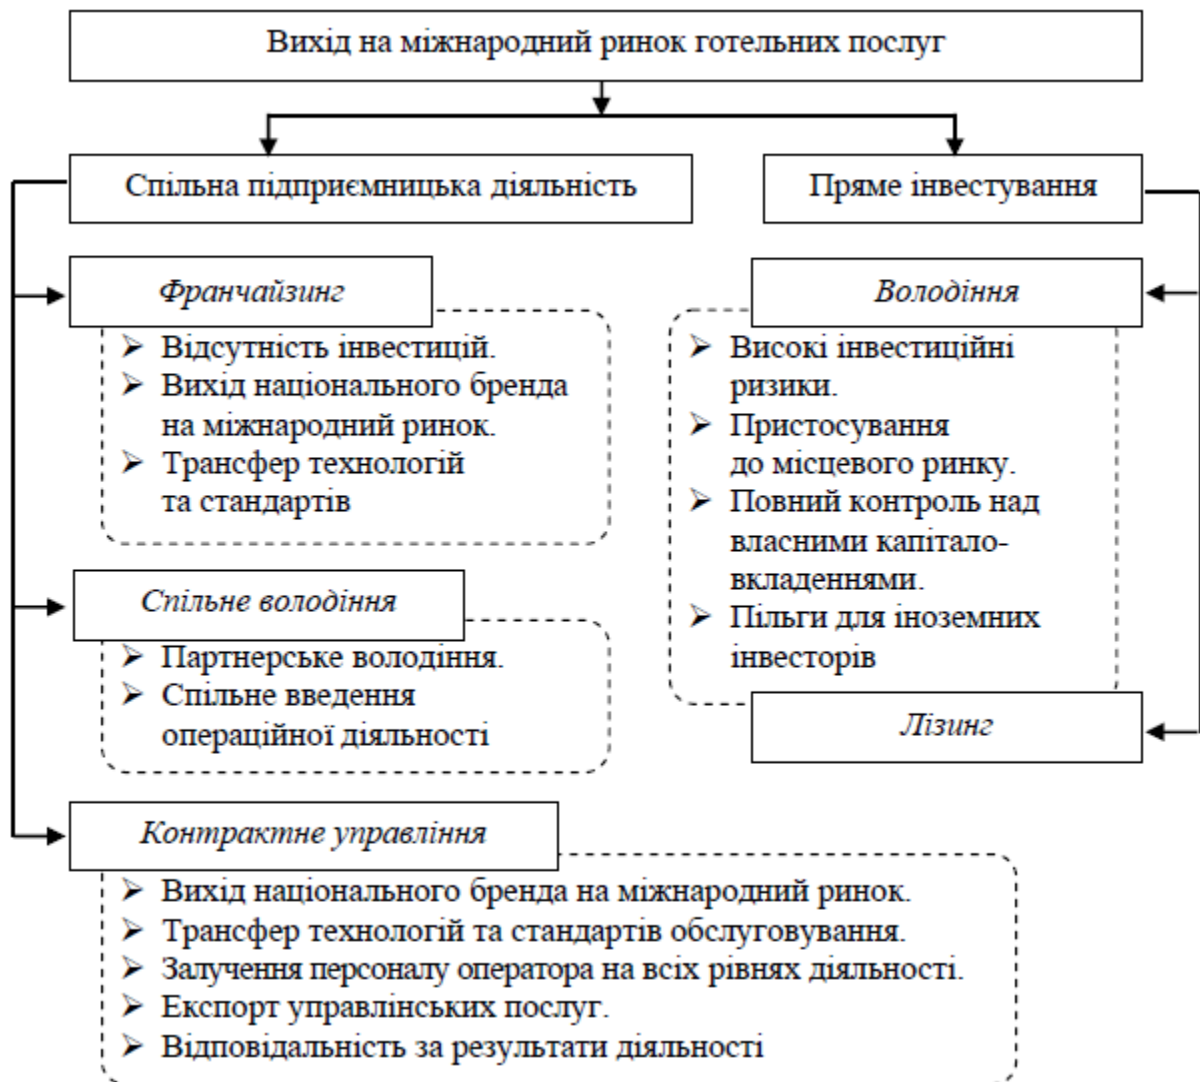 Вихід на міжнародний ринок готельних послуг
Спільна підприємницька діяльність
Пряме інвестування
Франчайзинг
➢ Відсутність інвестицій.
➢ Вихід національного бренда
на міжнародний ринок.
➢ Трансфер технологій
та стандартів
Спільне володіння
➢ Партнерське володіння.
➢ Спільне введення
операційної діяльності
Контрактне управління
➢ Вихід національного бренда на міжнародний ринок.
➢ Трансфер технологій та стандартів обслуговування.
➢ Залучення персоналу оператора на всіх рівнях діяльності.
➢ Експорт управлінських послуг.
➢ Відповідальність за результати діяльності
Володіння
➢ Високі інвестиційні
ризики.
➢ Пристосування
до місцевого ринку.
➢ Повний контроль над
власними капітало-
вкладеннями.
➢ Пільги для іноземних
інвесторів
Лізинг